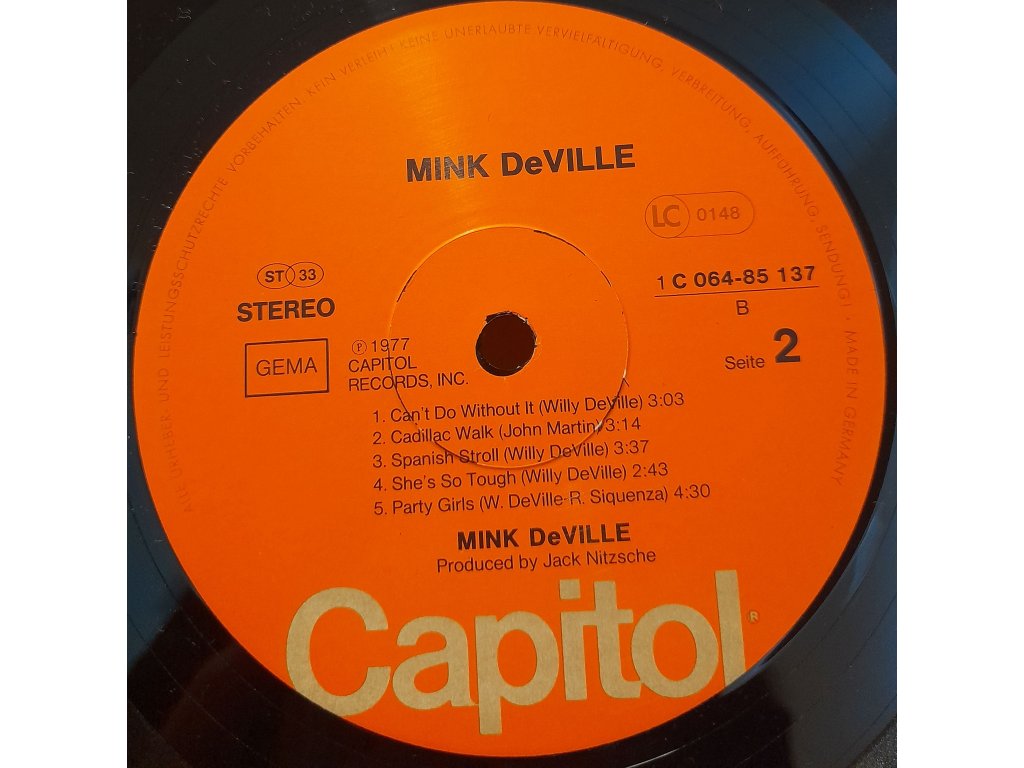 ALLE URHEBER UND LEISTUNGSSCHUTZRECHTE VORBEHALTEN. KEIN VERLEIH! KEINE UNERLAUBTE VERVIELFÄLTIGUNG, VERBREITUNG, AUFFÜHRUNG, SENDUNG! • MADE IN GERMANY
MINK DeVILLE
LC 0148
ST 33
STEREO
1 C 064-85 137
B
GEMA
℗ 1977
CAPITOL
RECORDS, INC.
Seite 2
1. Can't Do Without It (Willy DeVille) 3:03
2. Cadillac Walk (John Martin) 3:14
3. Spanish Stroll (Willy DeVille) 3:37
4. She's So Tough (Willy DeVille) 2:43
5. Party Girls (W. DeVille-R. Siquenza) 4:30
MINK DeVILLE
Produced by Jack Nitzsche
Capitol®